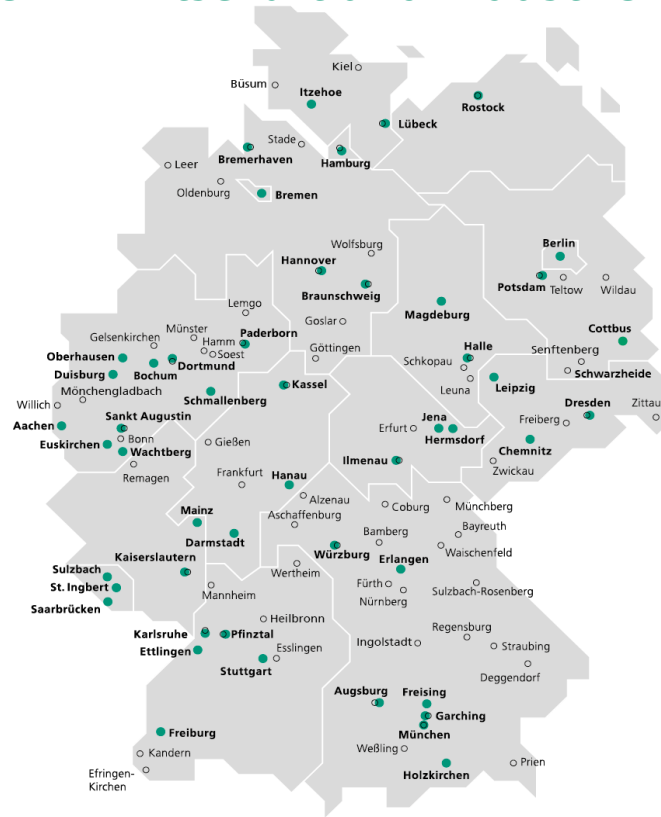 Kiel
Büsum
Itzehoe
Rostock
Lübeck
Stade
Bremerhaven
Hamburg
Leer
Oldenburg
Bremen
Wolfsburg
Berlin
Hannover
Potsdam
Teltow
Wildau
Braunschweig
Lemgo
Magdeburg
Goslar
Münster
Cottbus
Gelsenkirchen
Hamm
Paderborn
Göttingen
Halle
Senftenberg
Oberhausen
Soest
Dortmund
Schkopau
Schwarzheide
Duisburg
Bochum
Kassel
Leuna
Leipzig
Mönchengladbach
Schmallenberg
Willich
Dresden
Zittau
Sankt Augustin
Jena
Freiberg
Aachen
Erfurt
Hermsdorf
Bonn
Gießen
Chemnitz
Euskirchen
Wachtberg
Ilmenau
Zwickau
Remagen
Frankfurt
Hanau
Alzenau
Coburg
Münchberg
Mainz
Aschaffenburg
Bayreuth
Darmstadt
Bamberg
Waischenfeld
Kaiserslautern
Würzburg
Erlangen
Sulzbach
Wertheim
St. Ingbert
Mannheim
Fürth
Sulzbach-Rosenberg
Nürnberg
Saarbrücken
Heilbronn
Regensburg
Karlsruhe
Pfinztal
Ingolstadt
Straubing
Ettlingen
Esslingen
Stuttgart
Deggendorf
Augsburg
Freising
Garching
Freiburg
München
Weßling
Kandern
Prien
Efringen-
Kirchen
Holzkirchen